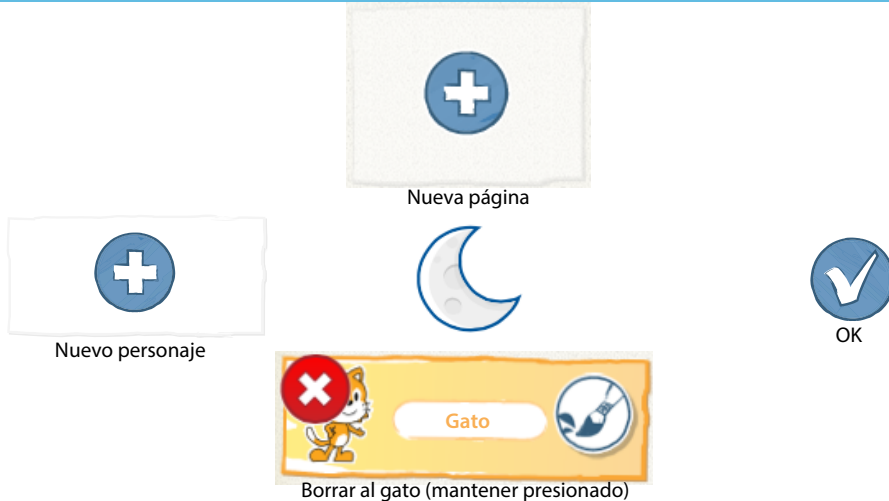 Nueva página
Nuevo personaje
OK
Gato
Borrar al gato (mantener presionado)